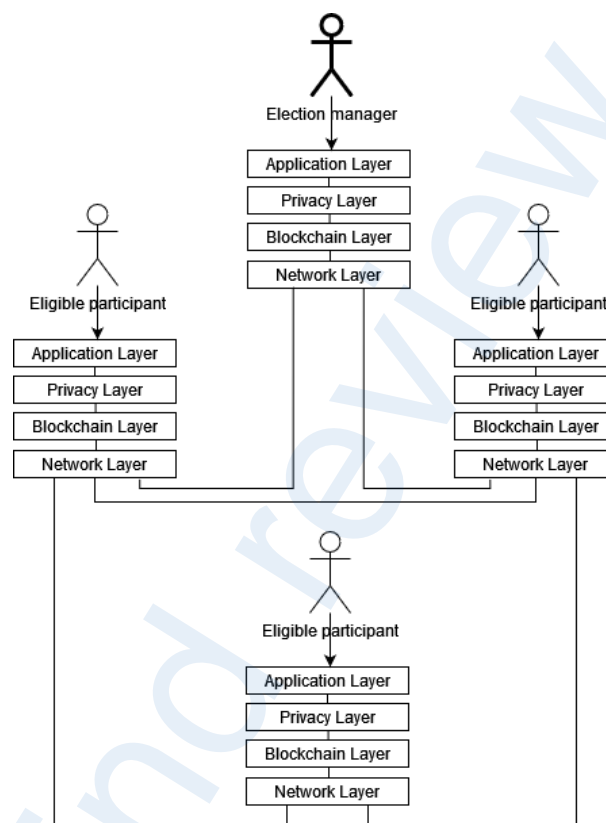 Election manager
Application Layer
Privacy Layer
Blockchain Layer
Network Layer
Eligible participant
Application Layer
Privacy Layer
Blockchain Layer
Network Layer
Eligible participant
Application Layer
Privacy Layer
Blockchain Layer
Network Layer
Eligible participant
Application Layer
Privacy Layer
Blockchain Layer
Network Layer
ind review